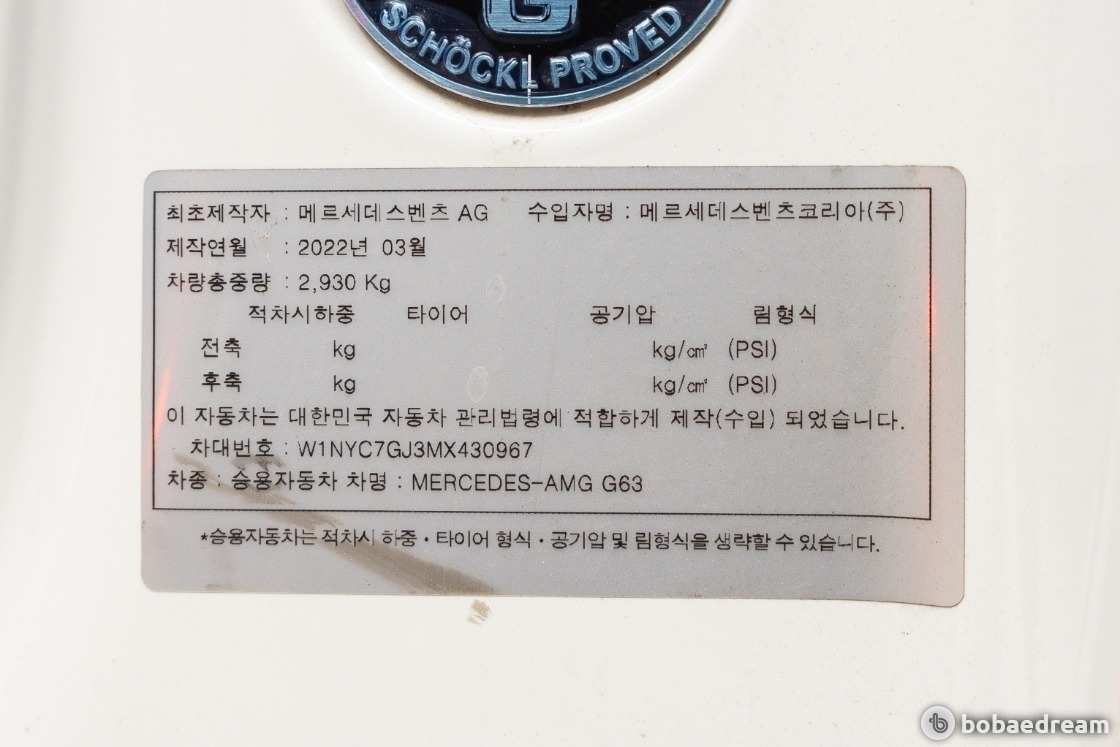 G
SCHÖCKL PROVED
최초제작자 : 메르세데스벤츠 AG 수입자명 : 메르세데스벤츠코리아(주)
제작연월 : 2022년 03월
차량총중량 : 2,930 Kg
적차시하중 타이어 공기압 림형식
전축 kg kg/㎠ (PSI)
후축 kg kg/㎠ (PSI)
이 자동차는 대한민국 자동차 관리법령에 적합하게 제작(수입) 되었습니다.
차대번호 : W1NYC7GJ3MX430967
차종 : 승용자동차 차명 : MERCEDES-AMG G63
*승용자동차는 적차시 하중·타이어 형식·공기압 및 림형식을 생략할 수 있습니다.
bobaedream